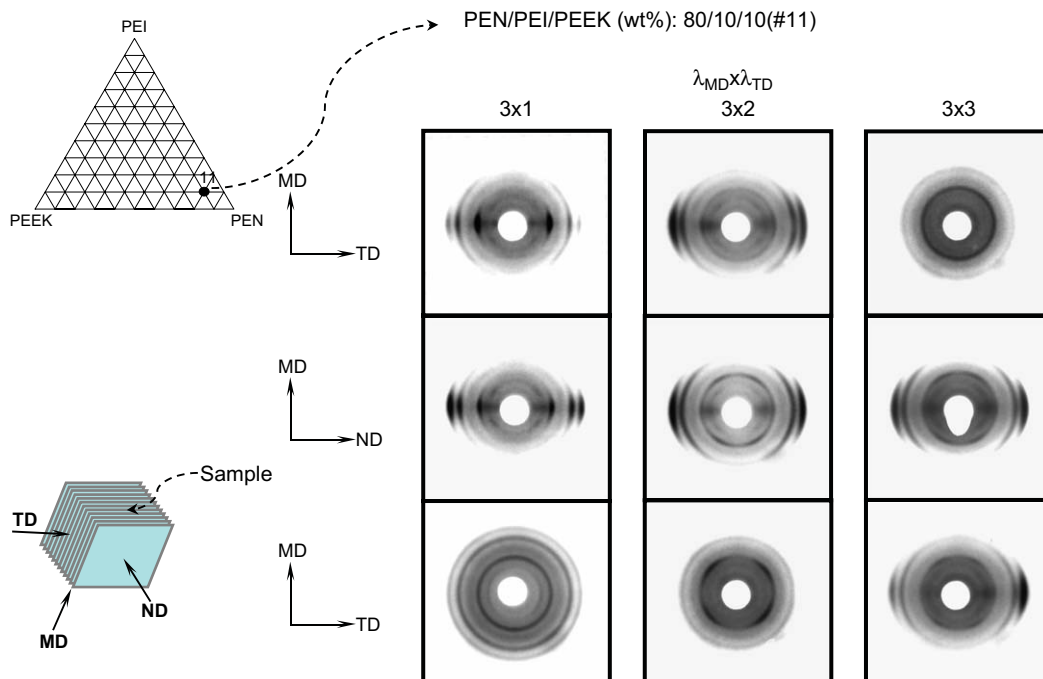 PEN/PEI/PEEK (wt%): 80/10/10(#11)
PEI
λMDxλTD
3x1 3x2 3x3
11
MD
PEEK PEN
TD
MD
ND
Sample
TD
MD
ND
TD
MD